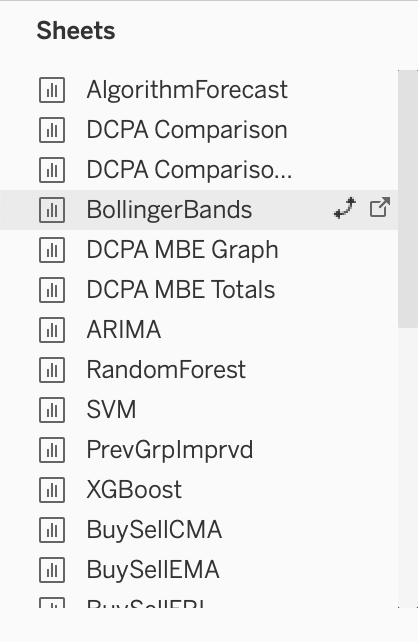 Sheets
AlgorithmForecast
DCPA Comparison
DCPA Compariso...
BollingerBands
DCPA MBE Graph
DCPA MBE Totals
ARIMA
RandomForest
SVM
PrevGrpImprvd
XGBoost
BuySellCMA
BuySellEMA